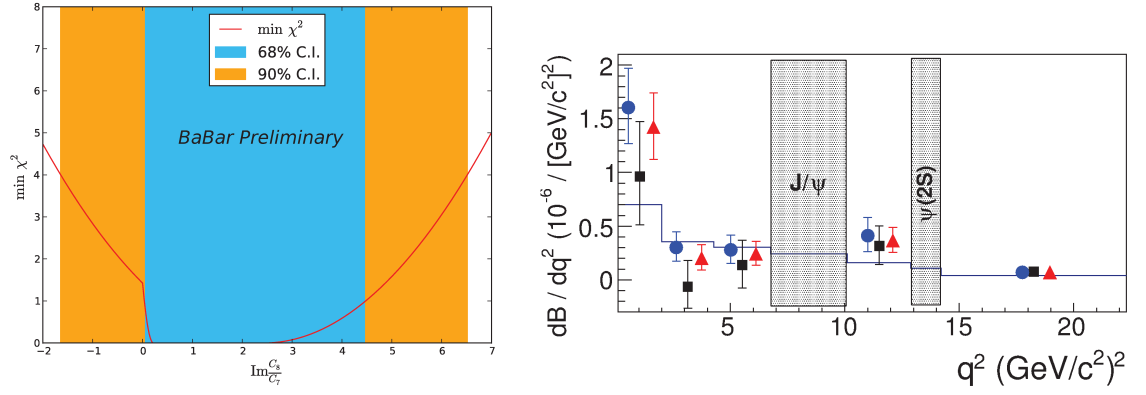 8
7
6
5
4
3
2
1
0
min χ²
min χ²
68% C.I.
90% C.I.
BaBar Preliminary
−2 −1 0 1 2 3 4 5 6 7
Im C₈/C₇
dB / dq² (10⁻⁶ / [GeV/c²]²)
2
1.5
1
0.5
0
J/ψ
ψ(2S)
5 10 15 20
q² (GeV/c²)²